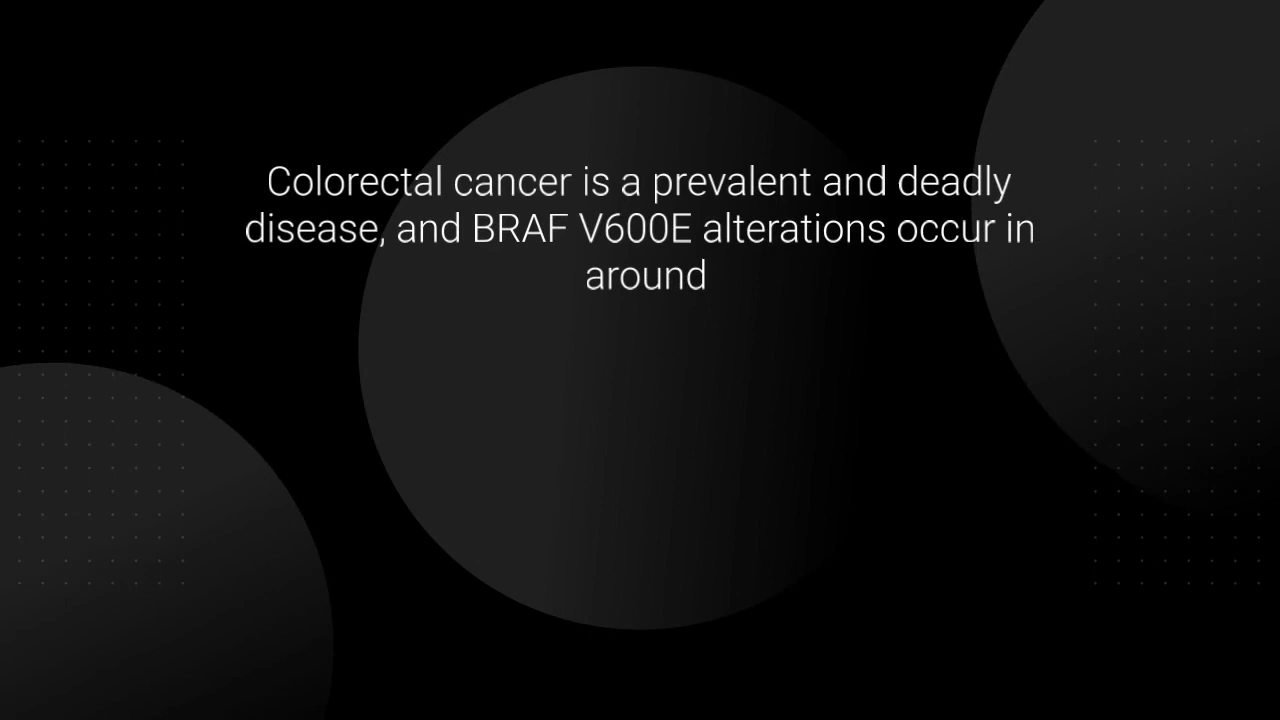 Colorectal cancer is a prevalent and deadly
disease, and BRAF V600E alterations occur in
around